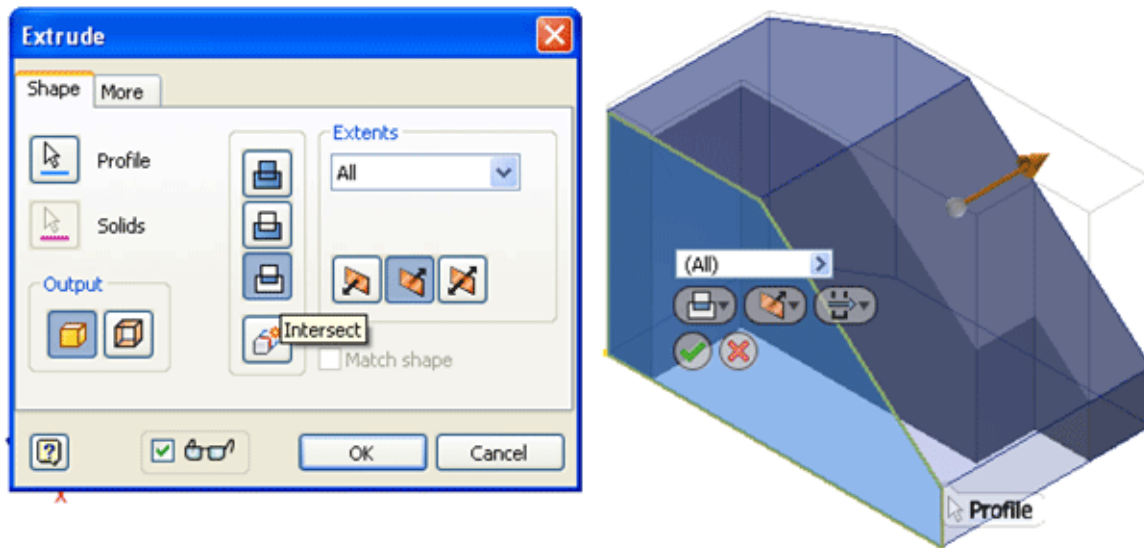 Extrude
Shape More
Profile
Solids
Output
Extents
All
Intersect
Match shape
OK Cancel
(All)
Profile
X